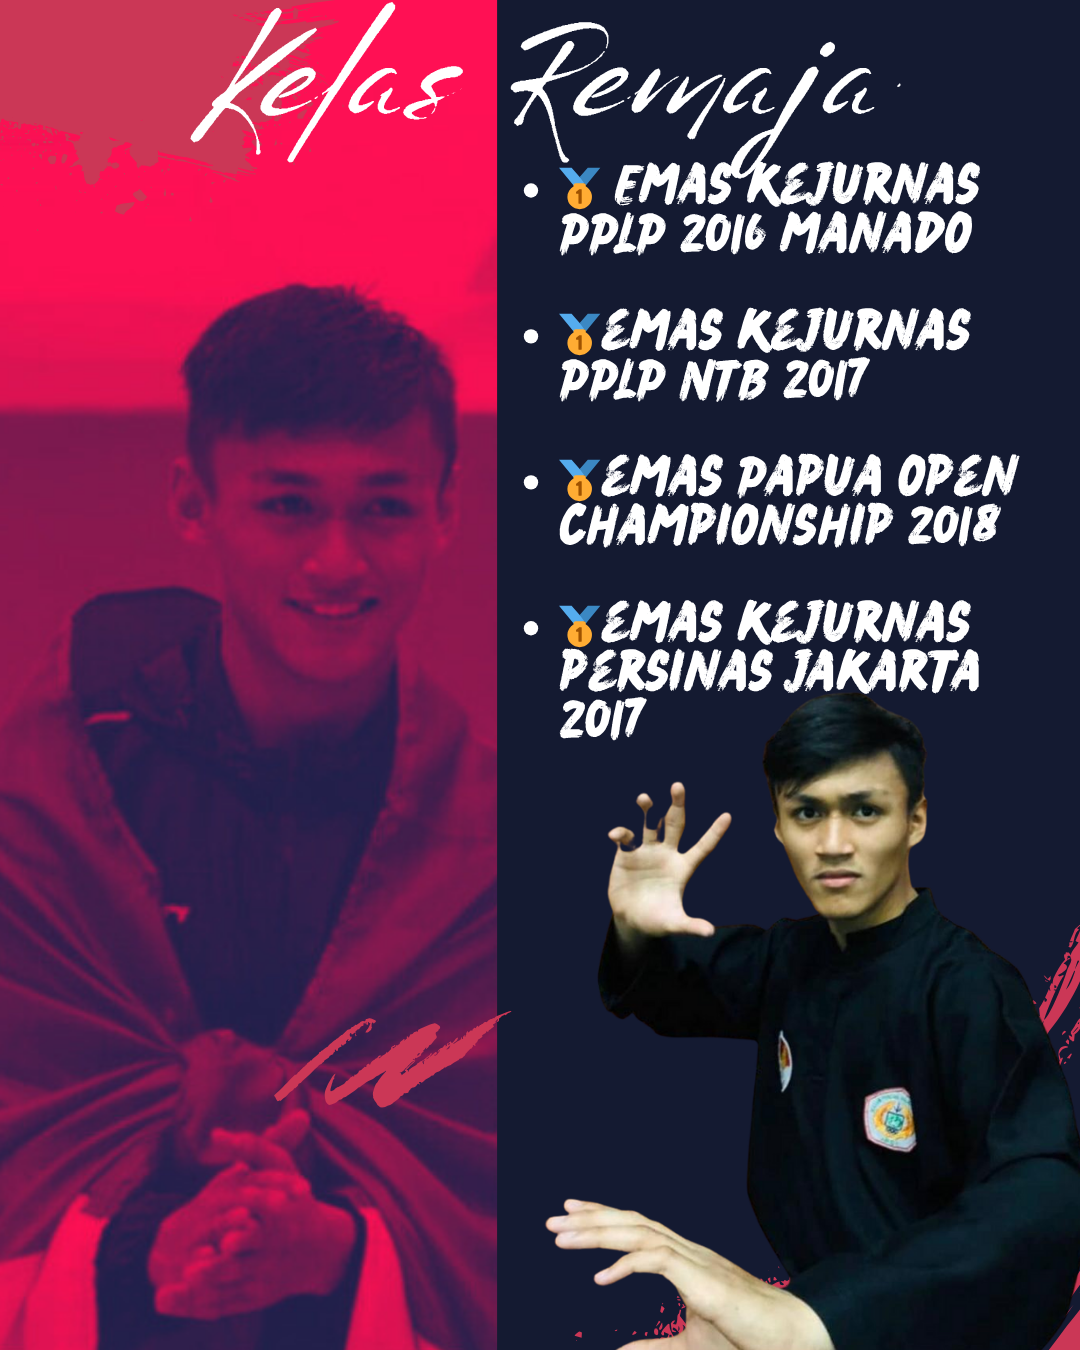 Kelas Remaja
• 🥇 EMAS KEJURNAS
PPLP 2016 MANADO
• 🥇EMAS KEJURNAS
PPLP NTB 2017
• 🥇EMAS PAPUA OPEN
CHAMPIONSHIP 2018
• 🥇EMAS KEJURNAS
PERSINAS JAKARTA
2017